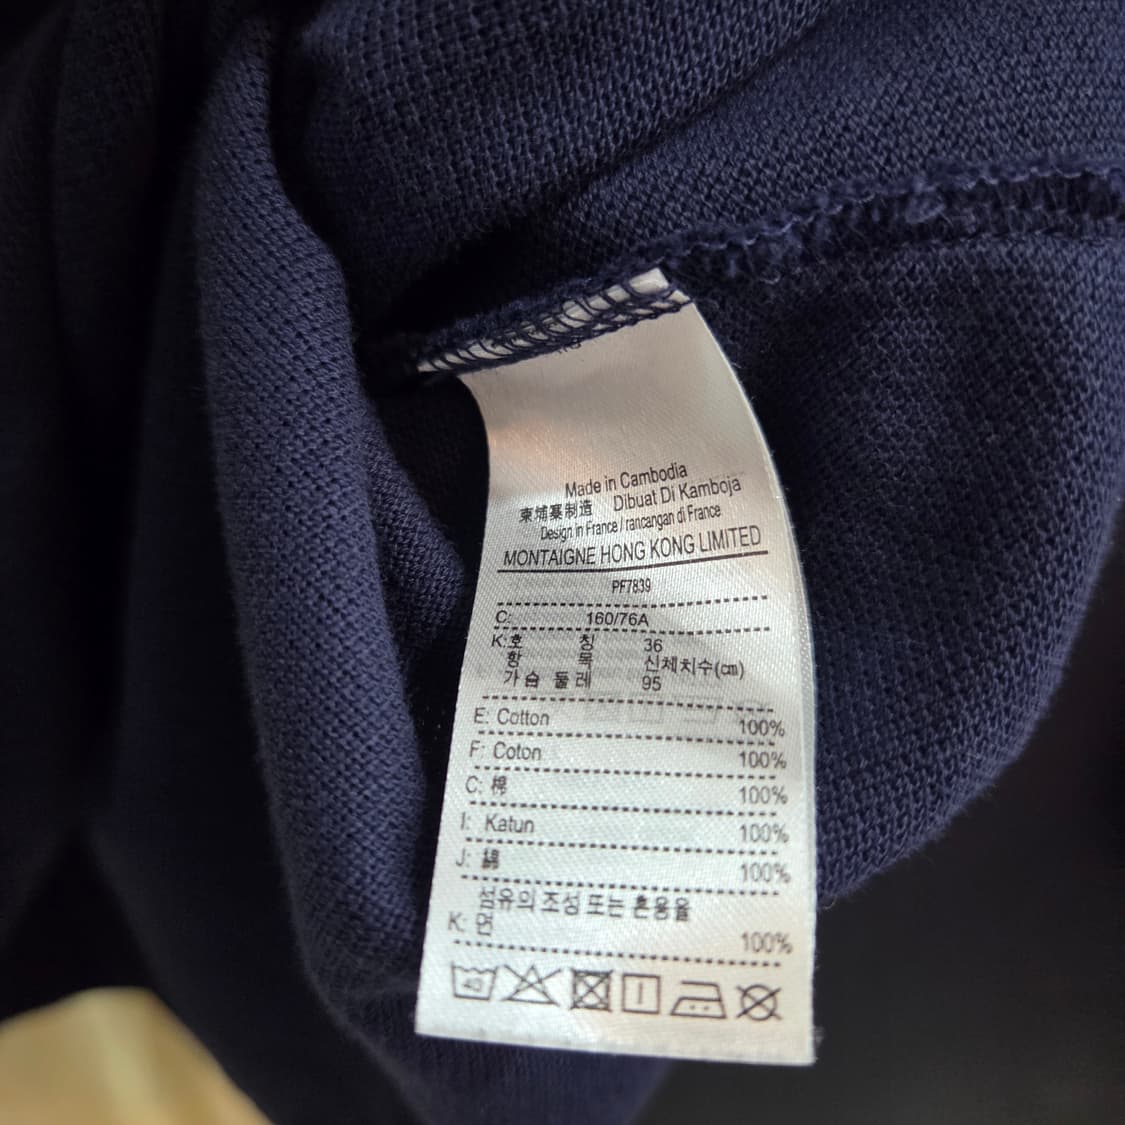 Made in Cambodia
柬埔寨制造 Dibuat Di Kamboja
Design in France / rancangan di France
MONTAIGNE HONG KONG LIMITED
PF7839
C: 160/76A
K:호 칭 36
항 목 신체치수(㎝)
가슴 둘레 95
E: Cotton 100%
F: Coton 100%
C: 棉 100%
I: Katun 100%
J: 綿 100%
섬유의 조성 또는 혼용율
K: 면 100%
40